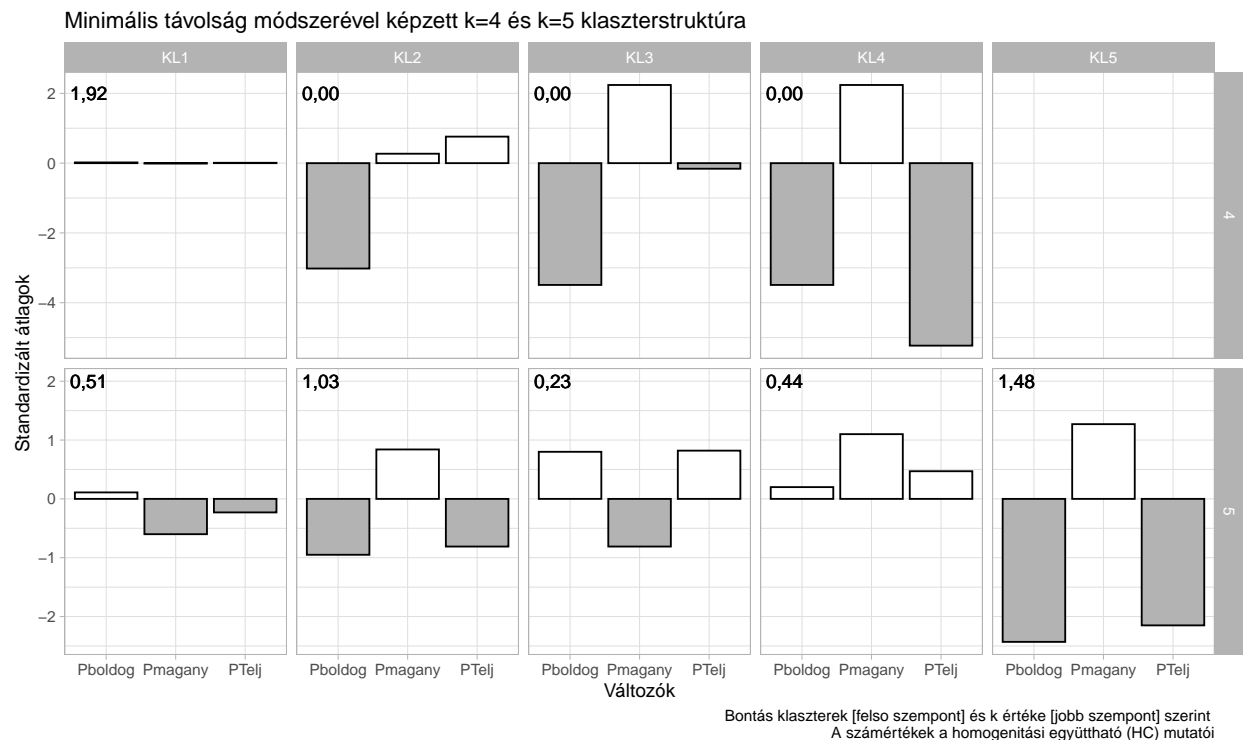 Minimális távolság módszerével képzett k=4 és k=5 klaszterstruktúra
KL1 KL2 KL3 KL4 KL5
1,92 0,00 0,00 0,00
2
0
−2
−4
4
0,51 1,03 0,23 0,44 1,48
2
1
0
−1
−2
5
Standardizált átlagok
Pboldog Pmagany PTelj Pboldog Pmagany PTelj Pboldog Pmagany PTelj Pboldog Pmagany PTelj Pboldog Pmagany PTelj
Változók
Bontás klaszterek [felso szempont] és k értéke [jobb szempont] szerint
A számértékek a homogenitási együttható (HC) mutatói